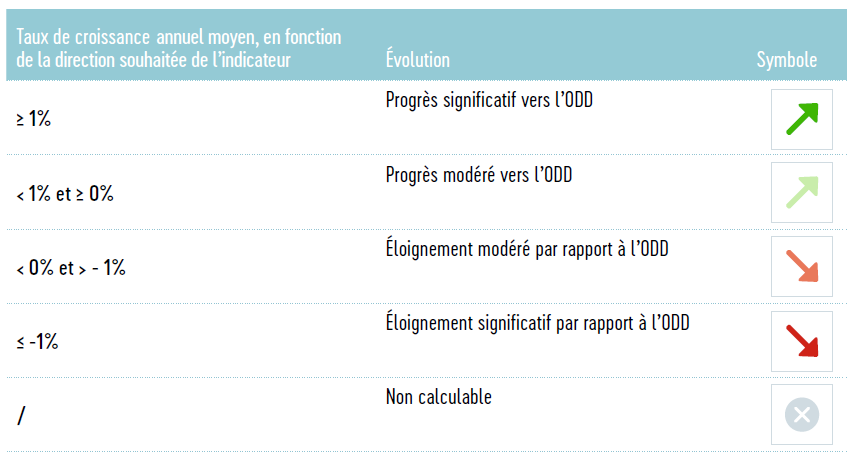 Taux de croissance annuel moyen, en fonction
de la direction souhaitée de l'indicateur
Évolution
Symbole
≥ 1%
Progrès significatif vers l'ODD
< 1% et ≥ 0%
Progrès modéré vers l'ODD
< 0% et > - 1%
Éloignement modéré par rapport à l'ODD
≤ -1%
Éloignement significatif par rapport à l'ODD
/
Non calculable